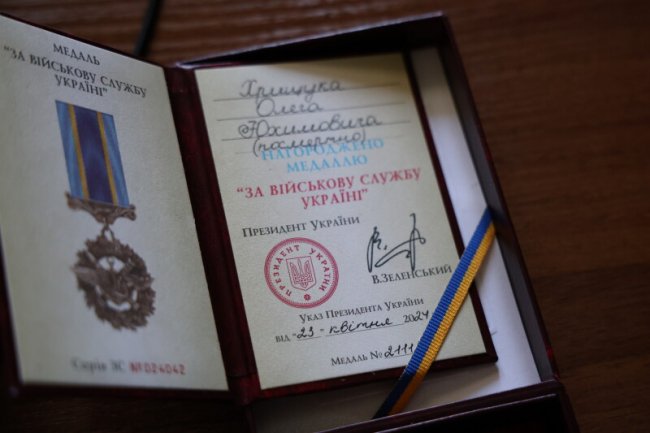 МЕДАЛЬ
"ЗА ВІЙСЬКОВУ СЛУЖБУ
УКРАЇНІ"
Серія ЗС №024042
Хрищука
Олега
Юхимовича
(посмертно)
НАГОРОДЖЕНО
МЕДАЛЛЮ
"ЗА ВІЙСЬКОВУ СЛУЖБУ
УКРАЇНІ"
ПРЕЗИДЕНТ УКРАЇНИ
ПРЕЗИДЕНТ УКРАЇНИ
В.ЗЕЛЕНСЬКИЙ
УКАЗ ПРЕЗИДЕНТА УКРАЇНИ
ВІД "23" квітня 2024
МЕДАЛЬ №